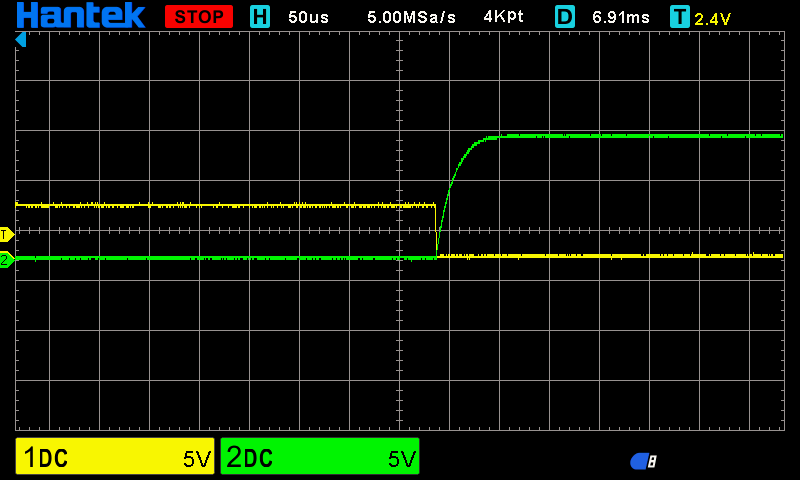 Hantek STOP H 50us 5.00MSa/s 4Kpt D 6.91ms T 2.4V
T
2
1DC 5V 2DC 5V